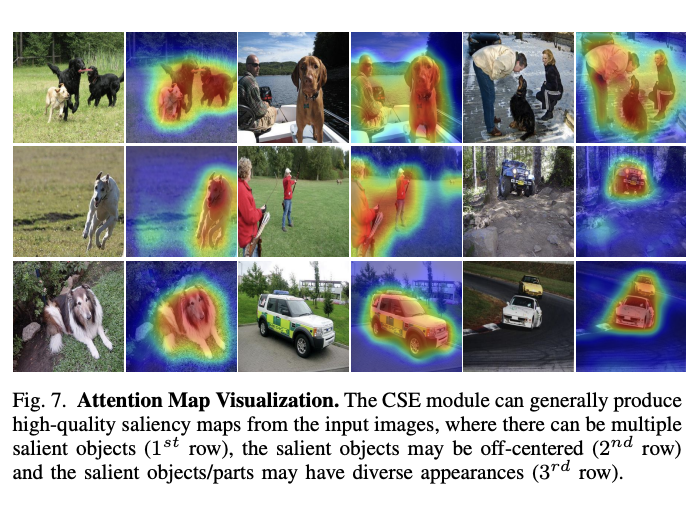 Fig. 7. Attention Map Visualization. The CSE module can generally produce
high-quality saliency maps from the input images, where there can be multiple
salient objects (1st row), the salient objects may be off-centered (2nd row)
and the salient objects/parts may have diverse appearances (3rd row).